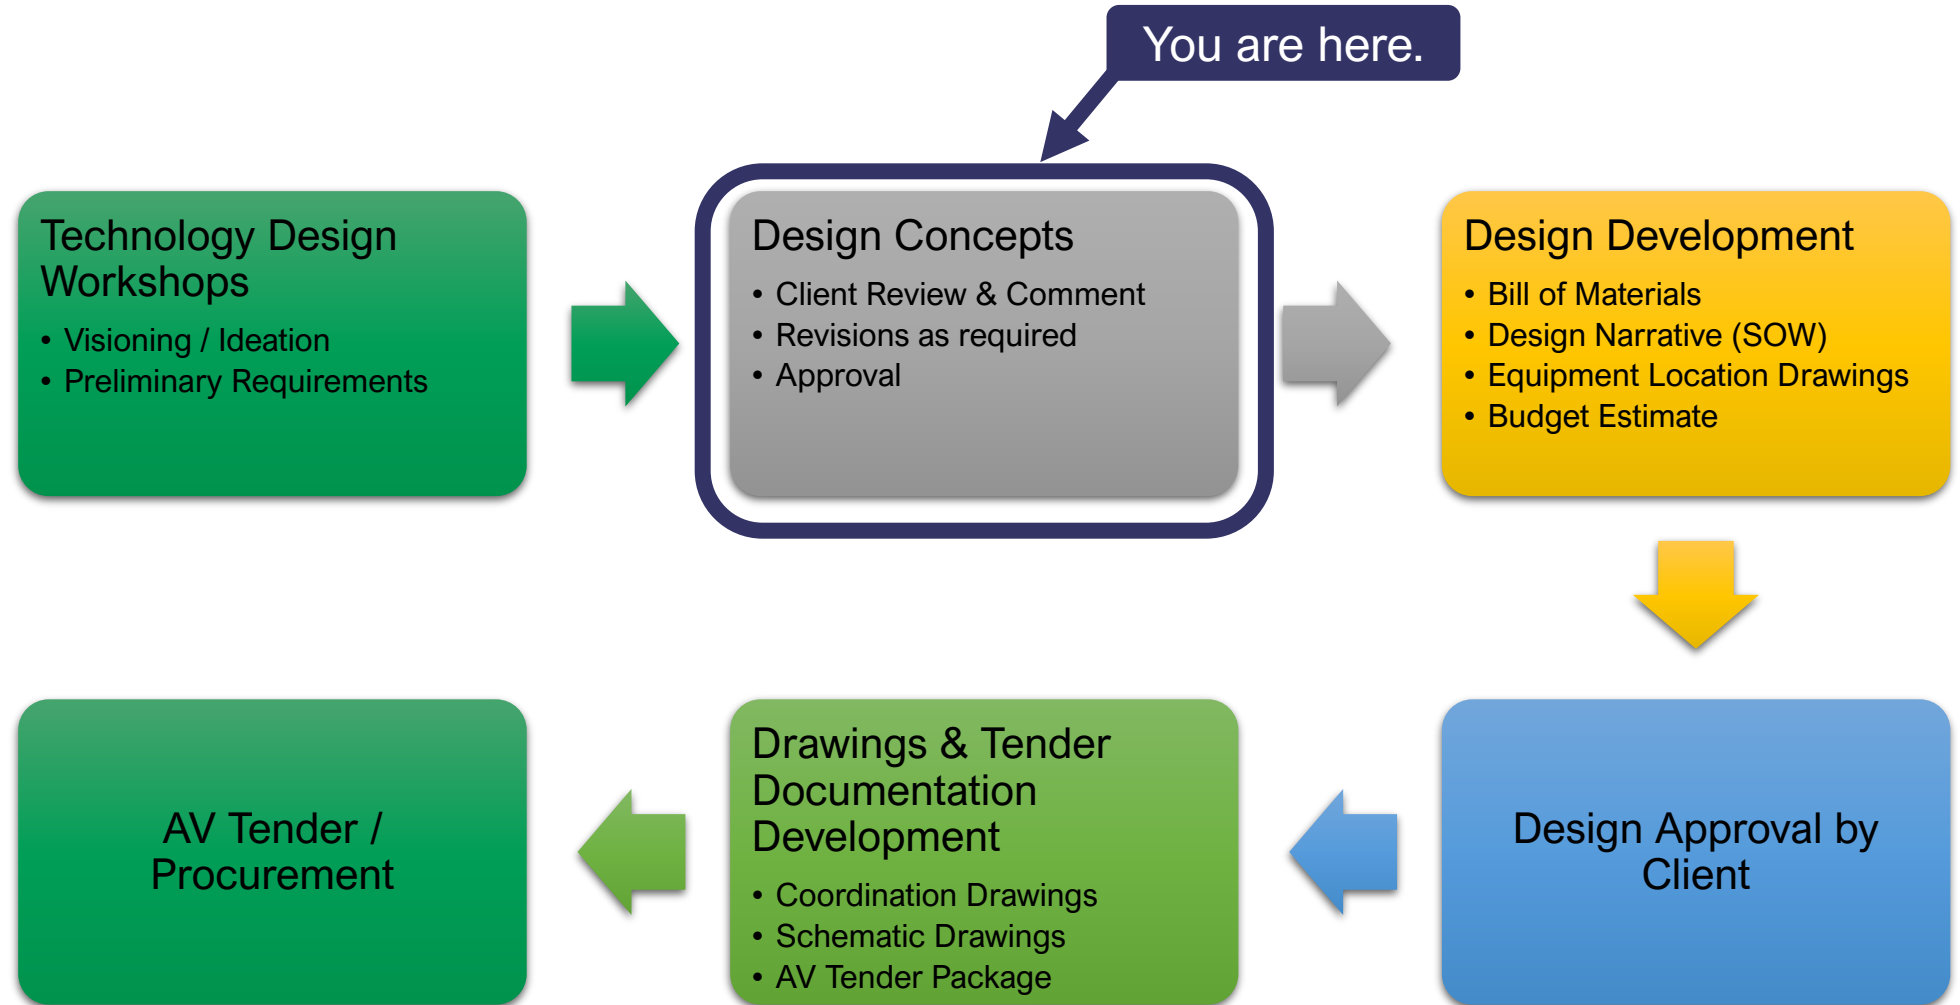 You are here.
Technology Design
Workshops
• Visioning / Ideation
• Preliminary Requirements
Design Concepts
• Client Review & Comment
• Revisions as required
• Approval
Design Development
• Bill of Materials
• Design Narrative (SOW)
• Equipment Location Drawings
• Budget Estimate
Design Approval by
Client
Drawings & Tender
Documentation
Development
• Coordination Drawings
• Schematic Drawings
• AV Tender Package
AV Tender /
Procurement